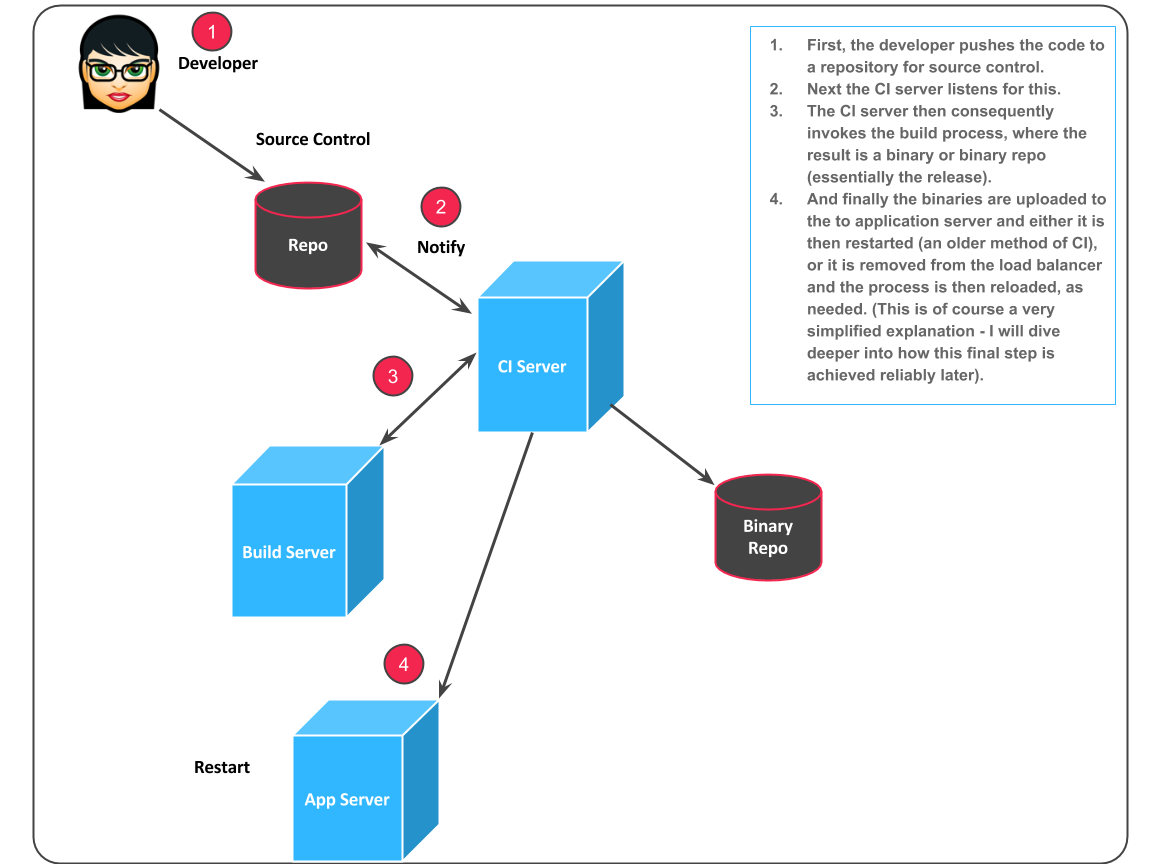 1
Developer
Source Control
Repo
2
Notify
CI Server
3
Build Server
Binary
Repo
4
Restart
App Server
1. First, the developer pushes the code to
a repository for source control.
2. Next the CI server listens for this.
3. The CI server then consequently
invokes the build process, where the
result is a binary or binary repo
(essentially the release).
4. And finally the binaries are uploaded to
the to application server and either it is
then restarted (an older method of CI),
or it is removed from the load balancer
and the process is then reloaded, as
needed. (This is of course a very
simplified explanation - I will dive
deeper into how this final step is
achieved reliably later).